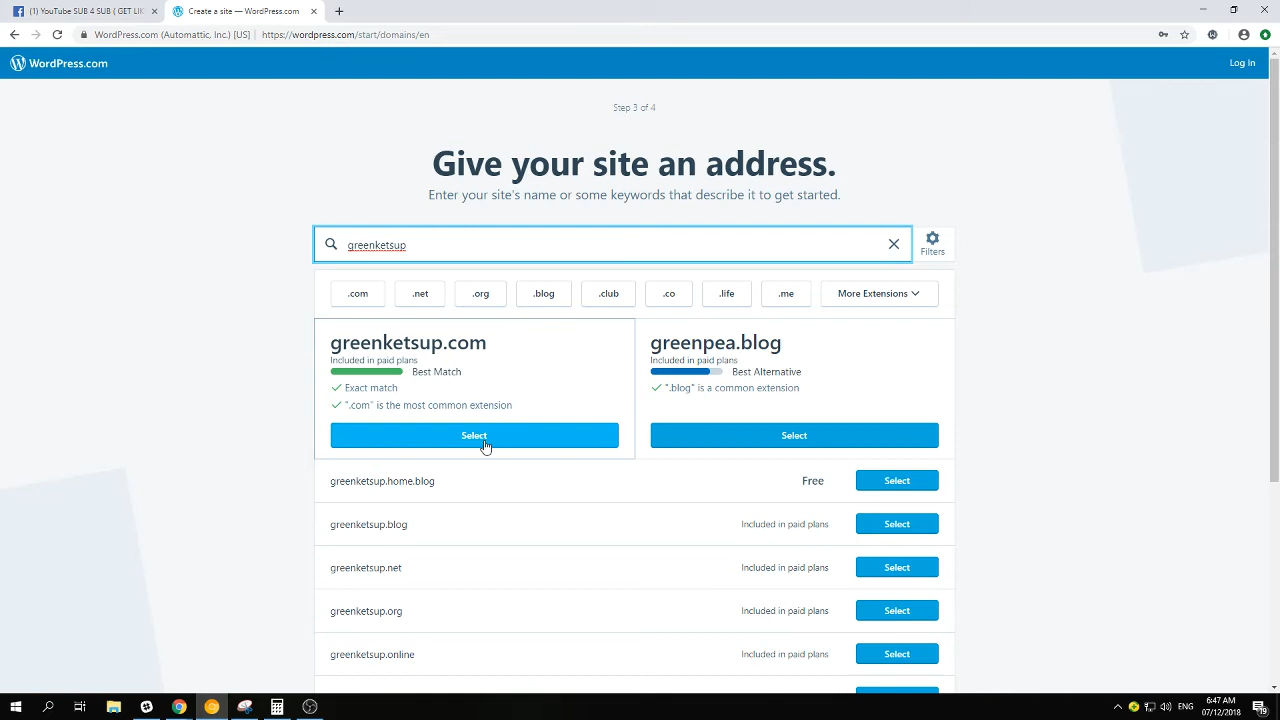 (1) YouTube SUB 4 SUB ( GET LIK
Create a site — WordPress.com
WordPress.com (Automattic, Inc.) [US]
https://wordpress.com/start/domains/en
WordPress.com
Log In
Step 3 of 4
Give your site an address.
Enter your site's name or some keywords that describe it to get started.
greenketsup
Filters
.com
.net
.org
.blog
.club
.co
.life
.me
More Extensions
greenketsup.com
Included in paid plans
Best Match
Exact match
".com" is the most common extension
Select
greenpea.blog
Included in paid plans
Best Alternative
".blog" is a common extension
Select
greenketsup.home.blog
Free
Select
greenketsup.blog
Included in paid plans
Select
greenketsup.net
Included in paid plans
Select
greenketsup.org
Included in paid plans
Select
greenketsup.online
Included in paid plans
Select
ENG
6:47 AM
07/12/2018